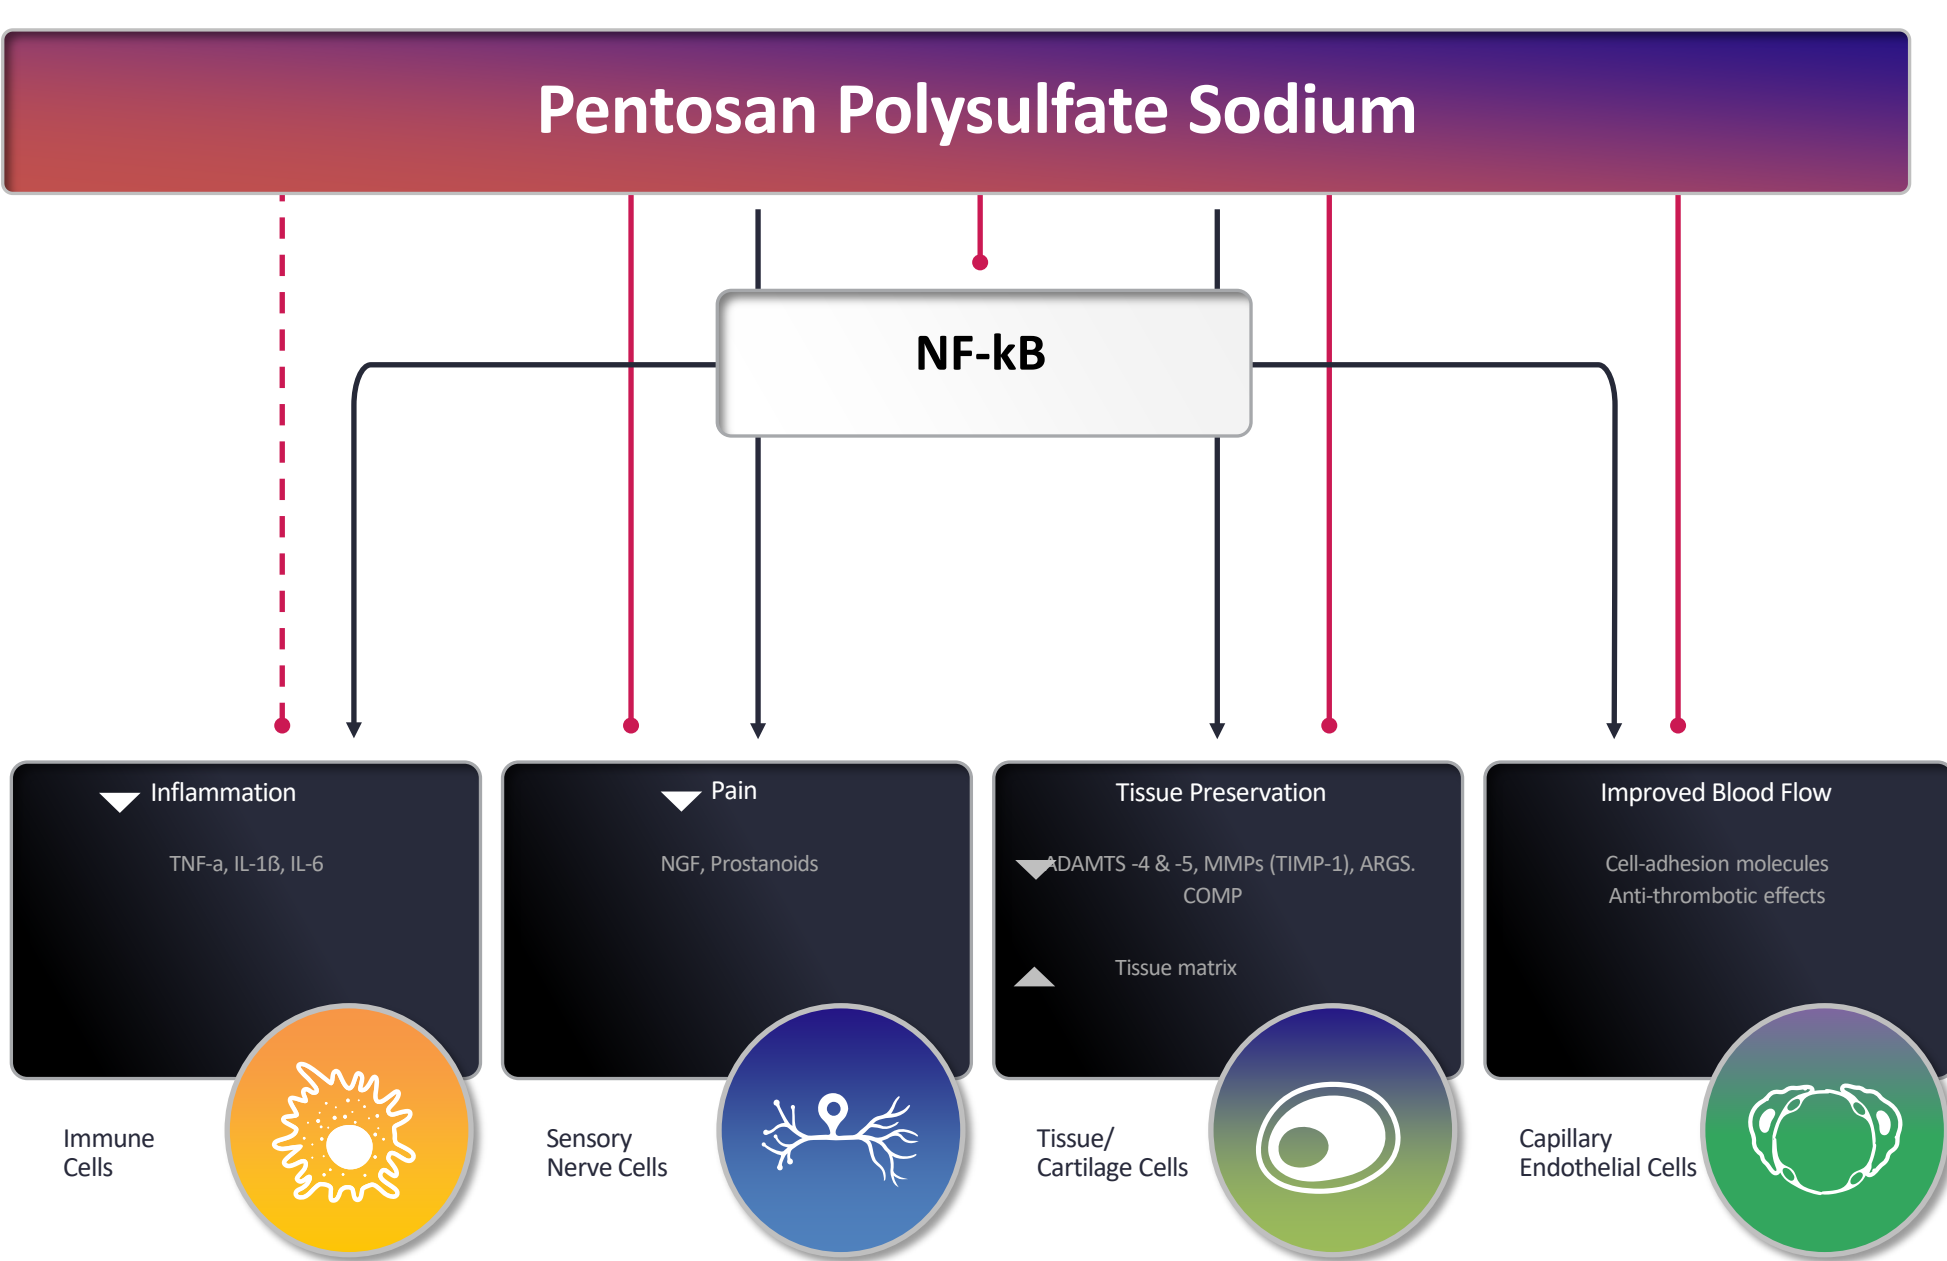 Pentosan Polysulfate Sodium
NF-kB
Inflammation
TNF-a, IL-1ß, IL-6
Pain
NGF, Prostanoids
Tissue Preservation
ADAMTS -4 & -5, MMPs (TIMP-1), ARGS.
COMP
Tissue matrix
Improved Blood Flow
Cell-adhesion molecules
Anti-thrombotic effects
Immune
Cells
Sensory
Nerve Cells
Tissue/
Cartilage Cells
Capillary
Endothelial Cells